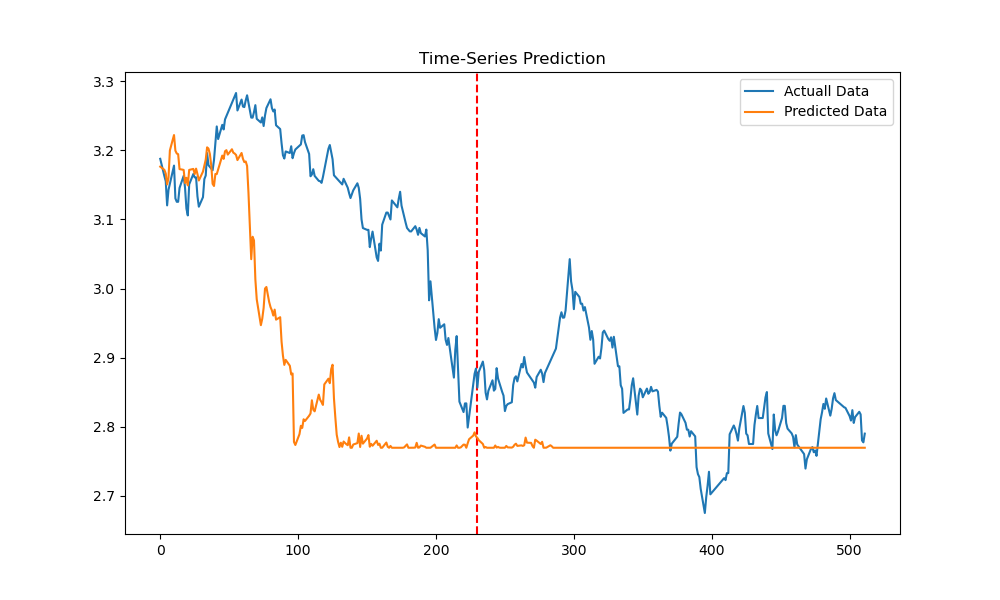 Time-Series Prediction
Actuall Data
Predicted Data
3.3
3.2
3.1
3.0
2.9
2.8
2.7
0 100 200 300 400 500